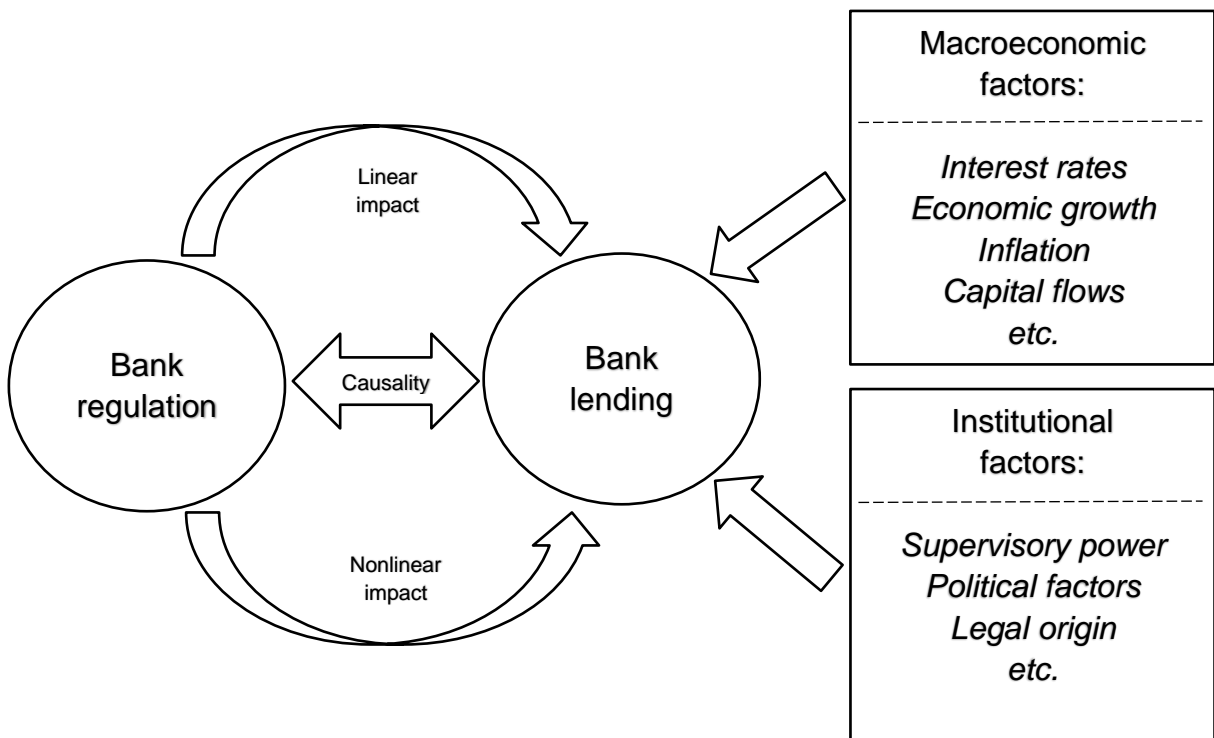 Linear
impact
Bank
regulation
Causality
Bank
lending
Nonlinear
impact
Macroeconomic
factors:
Interest rates
Economic growth
Inflation
Capital flows
etc.
Institutional
factors:
Supervisory power
Political factors
Legal origin
etc.